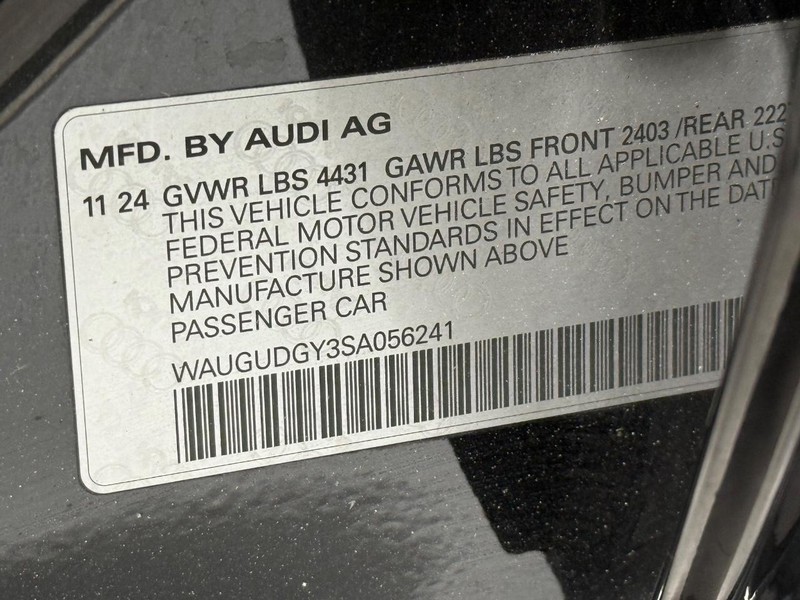 MFD. BY AUDI AG
11 24 GVWR LBS 4431 GAWR LBS FRONT 2403 /REAR 222
THIS VEHICLE CONFORMS TO ALL APPLICABLE U.S
FEDERAL MOTOR VEHICLE SAFETY, BUMPER AND
PREVENTION STANDARDS IN EFFECT ON THE DAT
MANUFACTURE SHOWN ABOVE
PASSENGER CAR
WAUGUDGY3SA056241